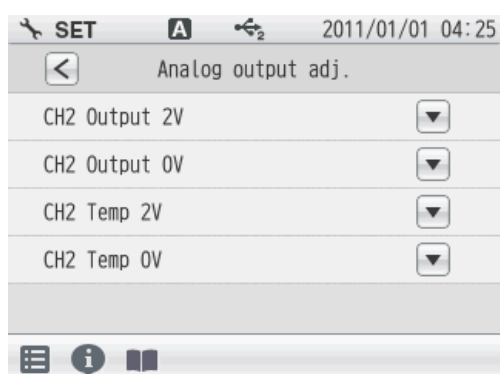 SET A 2 2011/01/01 04:25
Analog output adj.
CH2 Output 2V
CH2 Output 0V
CH2 Temp 2V
CH2 Temp 0V